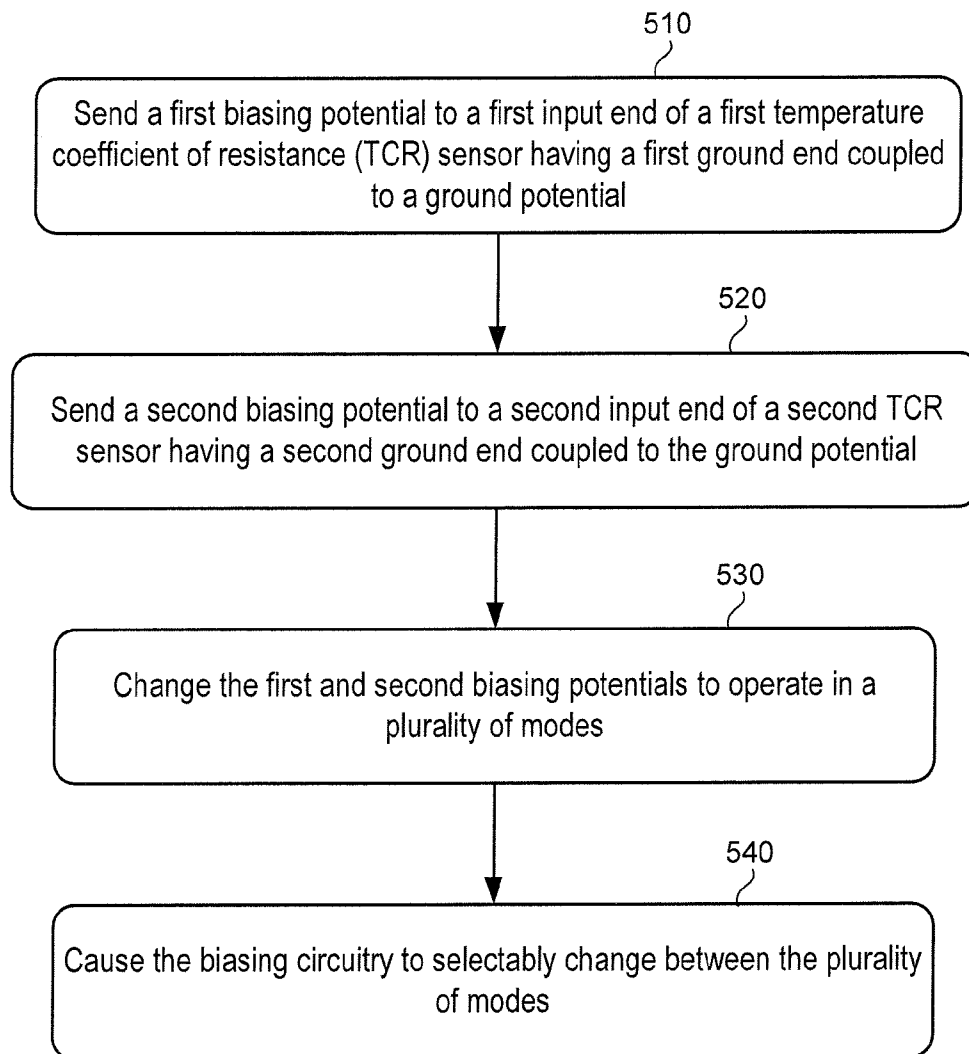 510
Send a first biasing potential to a first input end of a first temperature
coefficient of resistance (TCR) sensor having a first ground end coupled
to a ground potential
520
Send a second biasing potential to a second input end of a second TCR
sensor having a second ground end coupled to the ground potential
530
Change the first and second biasing potentials to operate in a
plurality of modes
540
Cause the biasing circuitry to selectably change between the plurality
of modes